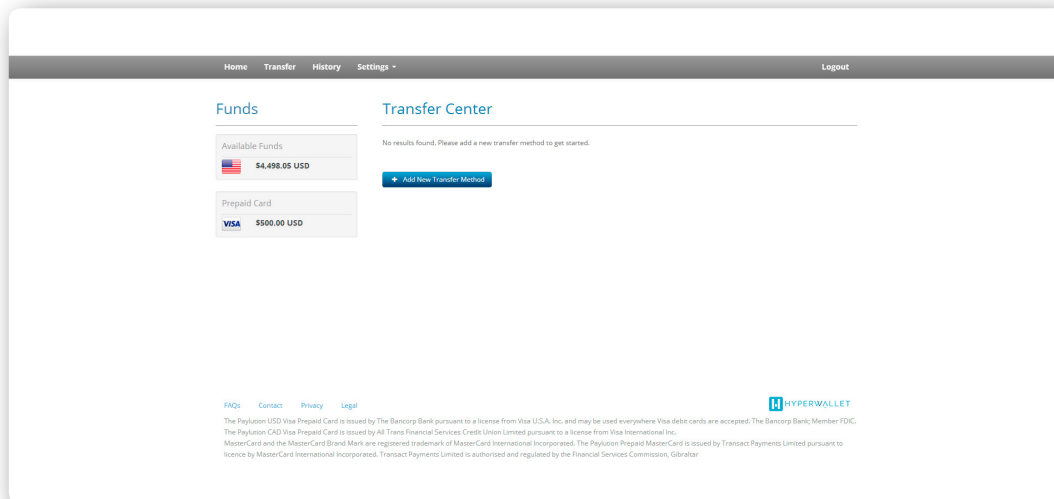 Home Transfer History Settings
Logout
Funds
Available Funds
$4,498.05 USD
Prepaid Card
VISA $500.00 USD
Transfer Center
No results found. Please add a new transfer method to get started.
+ Add New Transfer Method
FAQs Contact Privacy Legal
HYPERWALLET
The Paylution USD Visa Prepaid Card is issued by The Bancorp Bank pursuant to a license from Visa U.S.A. Inc. and may be used everywhere Visa debit cards are accepted. The Bancorp Bank; Member FDIC.
The Paylution CAD Visa Prepaid Card is issued by All Trans Financial Services Credit Union Limited pursuant to a license from Visa International Inc.
MasterCard and the MasterCard Brand Mark are registered trademark of MasterCard International Incorporated. The Paylution Prepaid MasterCard is issued by Transact Payments Limited pursuant to
licence by MasterCard International Incorporated. Transact Payments Limited is authorised and regulated by the Financial Services Commission, Gibraltar